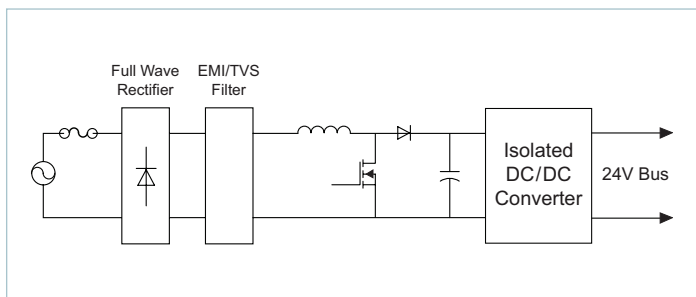 Full Wave
Rectifier
EMI/TVS
Filter
Isolated
DC/DC
Converter
24V Bus